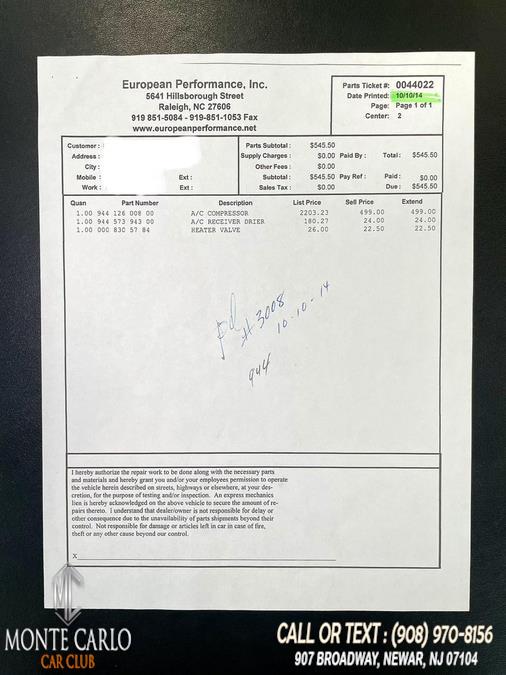 European Performance, Inc.
5641 Hillsborough Street
Raleigh, NC 27606
919 851-5084 - 919-851-1053 Fax
www.europeanperformance.net
Parts Ticket #: 0044022
Date Printed: 10/10/14
Page: Page 1 of 1
Center: 2
Customer :
Address :
City :
Mobile : Ext :
Work : Ext :
Parts Subtotal : $545.50
Supply Charges : $0.00 Paid By : Total: $545.50
Other Fees : $0.00
Subtotal : $545.50 Pay Ref : Paid : $0.00
Sales Tax : $0.00 Due : $545.50
Quan Part Number Description List Price Sell Price Extend
1.00 944 126 008 00 A/C COMPRESSOR 2203.23 499.00 499.00
1.00 944 573 943 00 A/C RECEIVER DRIER 180.27 24.00 24.00
1.00 000 830 57 84 HEATER VALVE 26.00 22.50 22.50
pd # 3008
10-10-14
944
I hereby authorize the repair work to be done along with the necessary parts
and materials and hereby grant you and/or your employees permission to operate
the vehicle herein described on streets, highways or elsewhere, at your des-
cretion, for the purpose of testing and/or inspection. An express mechanics
lien is hereby acknowledged on the above vehicle to secure the amount of re-
pairs thereto. I understand that dealer/owner is not responsible for delay or
other consequence due to the unavailability of parts shipments beyond their
control. Not responsible for damage or articles left in car in case of fire,
theft or any other cause beyond our control.
X
MONTE CARLO
CAR CLUB
CALL OR TEXT : (908) 970-8156
907 BROADWAY, NEWAR, NJ 07104